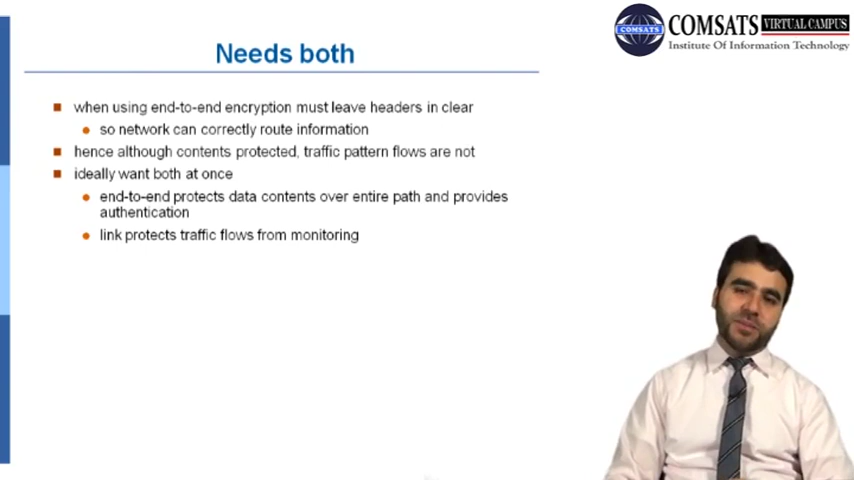 COMSATS VIRTUAL CAMPUS
COMSATS
Institute Of Information Technology
Needs both
when using end-to-end encryption must leave headers in clear
so network can correctly route information
hence although contents protected, traffic pattern flows are not
ideally want both at once
end-to-end protects data contents over entire path and provides
authentication
link protects traffic flows from monitoring